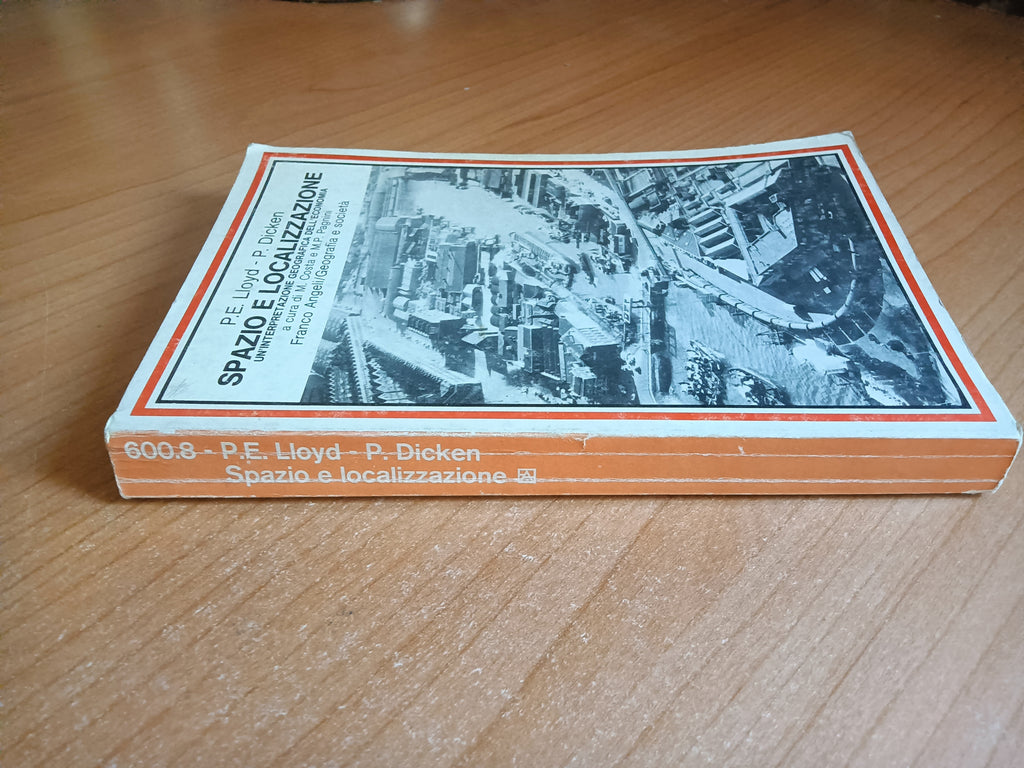 P.E. Lloyd - P. Dicken
SPAZIO E LOCALIZZAZIONE
UN'INTERPRETAZIONE GEOGRAFICA DELL'ECONOMIA
a cura di M. Costa e M.P. Pagnini
Franco Angeli/Geografia e società
600.8 - P.E. Lloyd - P. Dicken
Spazio e localizzazione